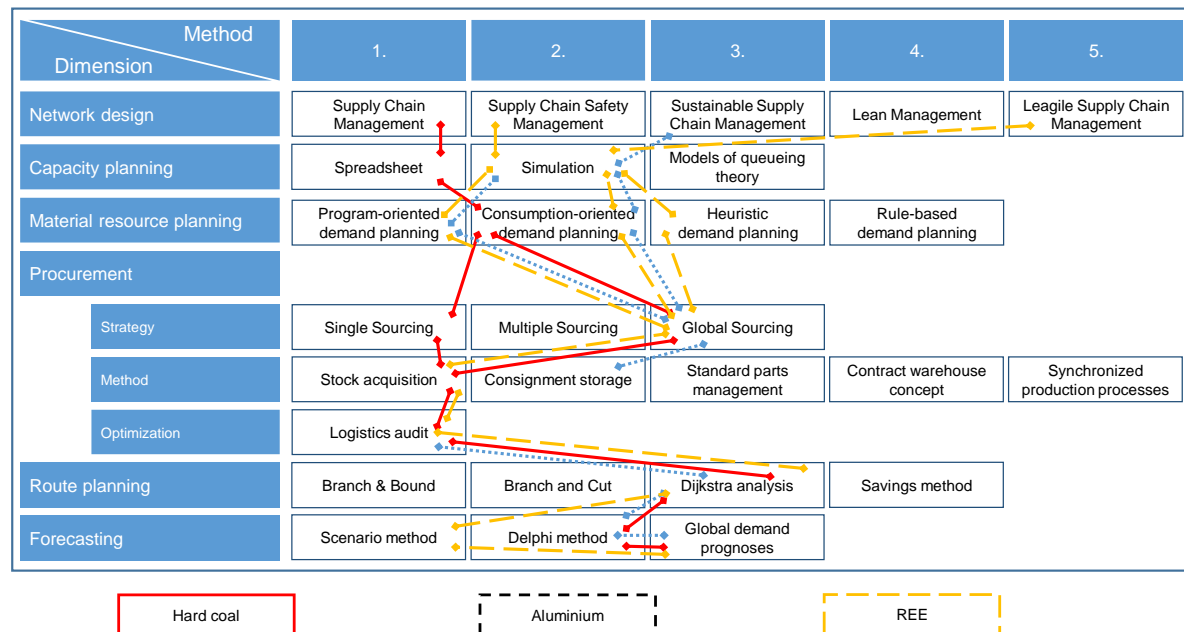 Method
Dimension
1.
2.
3.
4.
5.
Network design
Supply Chain
Management
Supply Chain Safety
Management
Sustainable Supply
Chain Management
Lean Management
Leagile Supply Chain
Management
Capacity planning
Spreadsheet
Simulation
Models of queueing
theory
Material resource planning
Program-oriented
demand planning
Consumption-oriented
demand planning
Heuristic
demand planning
Rule-based
demand planning
Procurement
Strategy
Single Sourcing
Multiple Sourcing
Global Sourcing
Method
Stock acquisition
Consignment storage
Standard parts
management
Contract warehouse
concept
Synchronized
production processes
Optimization
Logistics audit
Route planning
Branch & Bound
Branch and Cut
Dijkstra analysis
Savings method
Forecasting
Scenario method
Delphi method
Global demand
prognoses
Hard coal
Aluminium
REE